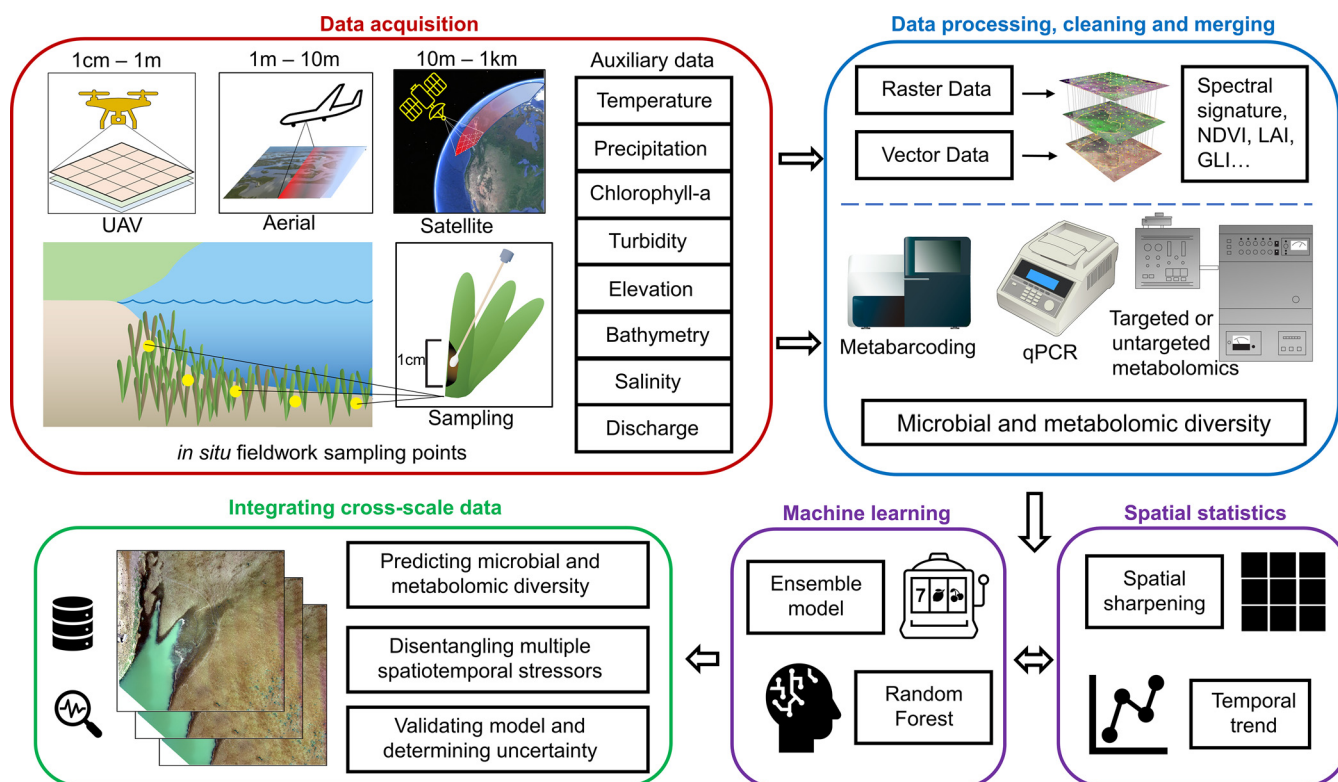 Data acquisition
1cm – 1m
1m – 10m
10m – 1km
UAV
Aerial
Satellite
1cm
Sampling
in situ fieldwork sampling points
Auxiliary data
Temperature
Precipitation
Chlorophyll-a
Turbidity
Elevation
Bathymetry
Salinity
Discharge
Data processing, cleaning and merging
Raster Data
Vector Data
Spectral
signature,
NDVI, LAI,
GLI...
Metabarcoding
qPCR
Targeted or
untargeted
metabolomics
Microbial and metabolomic diversity
Integrating cross-scale data
Predicting microbial and
metabolomic diversity
Disentangling multiple
spatiotemporal stressors
Validating model and
determining uncertainty
Machine learning
Ensemble
model
7
Random
Forest
Spatial statistics
Spatial
sharpening
Temporal
trend